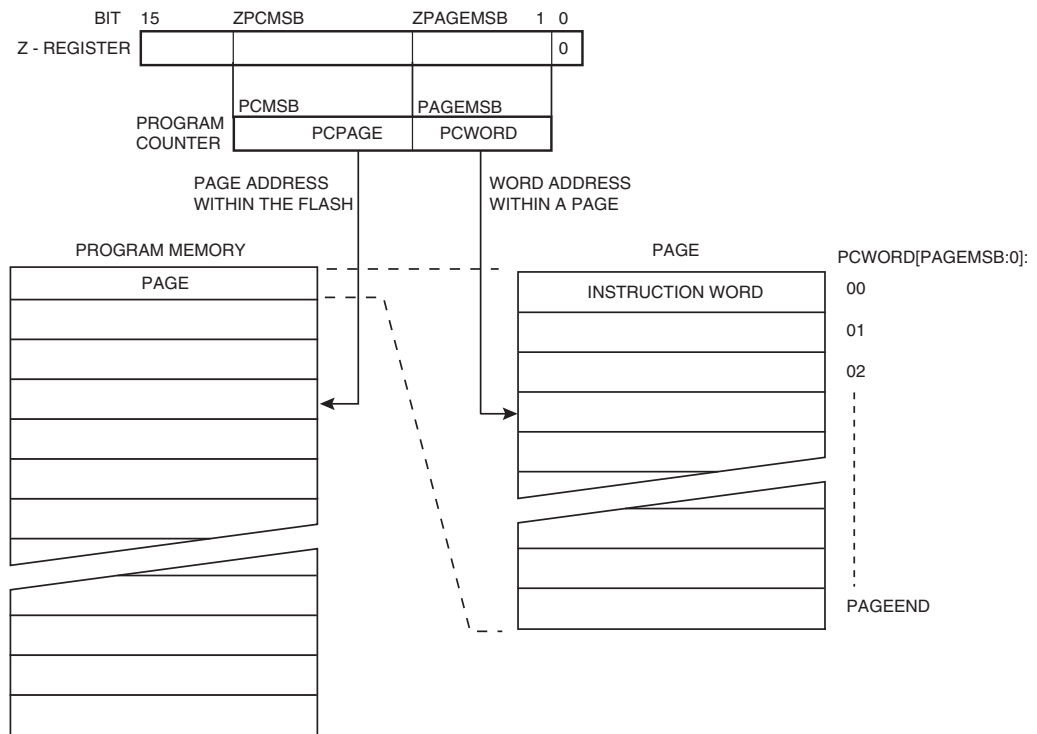 BIT 15 ZPCMSB ZPAGEMSB 1 0
Z - REGISTER 0
PCMSB PAGEMSB
PROGRAM
COUNTER
PCPAGE PCWORD
PAGE ADDRESS
WITHIN THE FLASH
WORD ADDRESS
WITHIN A PAGE
PROGRAM MEMORY
PAGE
PAGE
INSTRUCTION WORD
PCWORD[PAGEMSB:0]:
00
01
02
PAGEEND